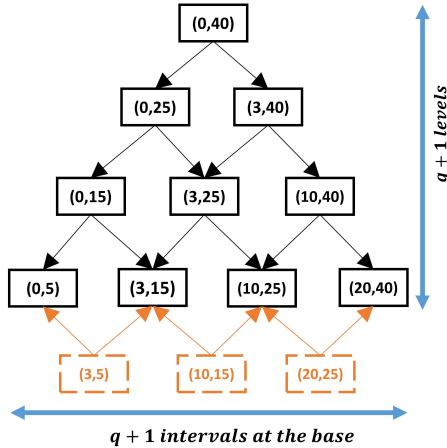 (0,40)
(0,25) (3,40)
(0,15) (3,25) (10,40)
(0,5) (3,15) (10,25) (20,40)
(3,5) (10,15) (20,25)
q + 1 levels
q + 1 intervals at the base